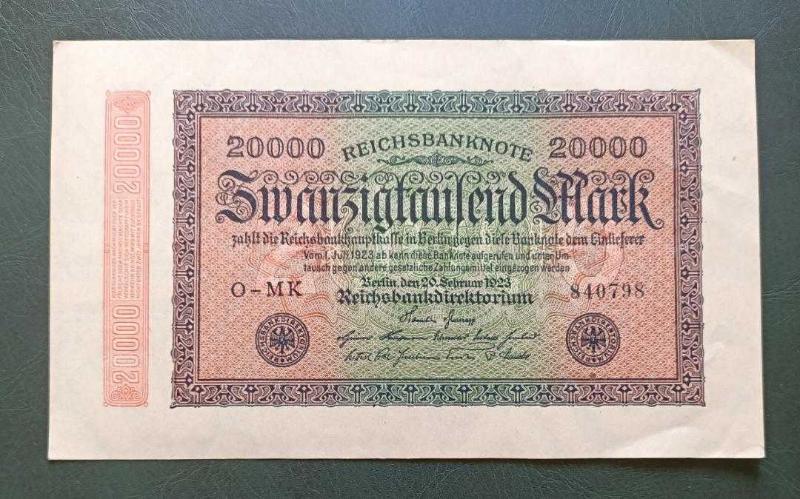 20000 REICHSBANKNOTE 20000
Zwanzigtausend Mark
zahlt die Reichsbankhauptkasse in Berlin gegen diese Banknote dem Einlieferer
Vom 1. Juli 1923 ab kann diese Banknote aufgerufen und unter Um-
tausch gegen andere gesetzliche Zahlungsmittel eingezogen werden
Berlin, den 20. Februar 1923
O-MK Reichsbankdirektorium 840798
20000 20000